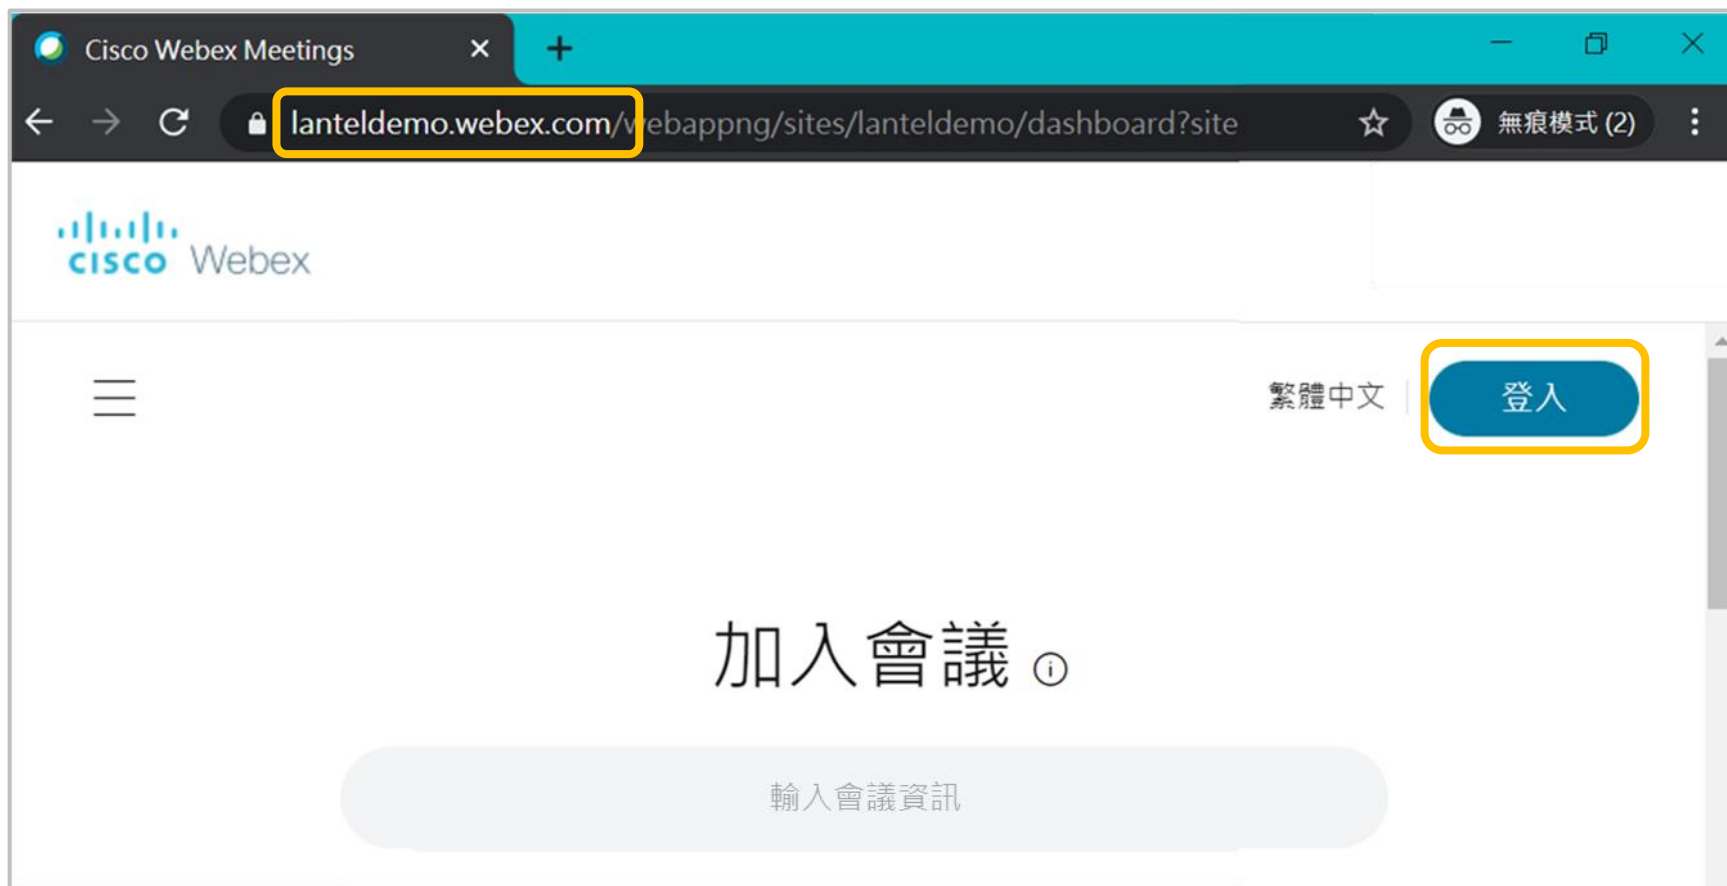 Cisco Webex Meetings
lanteldemo.webex.com/webappng/sites/lanteldemo/dashboard?site
無痕模式 (2)
cisco Webex
繁體中文
登入
加入會議
輸入會議資訊